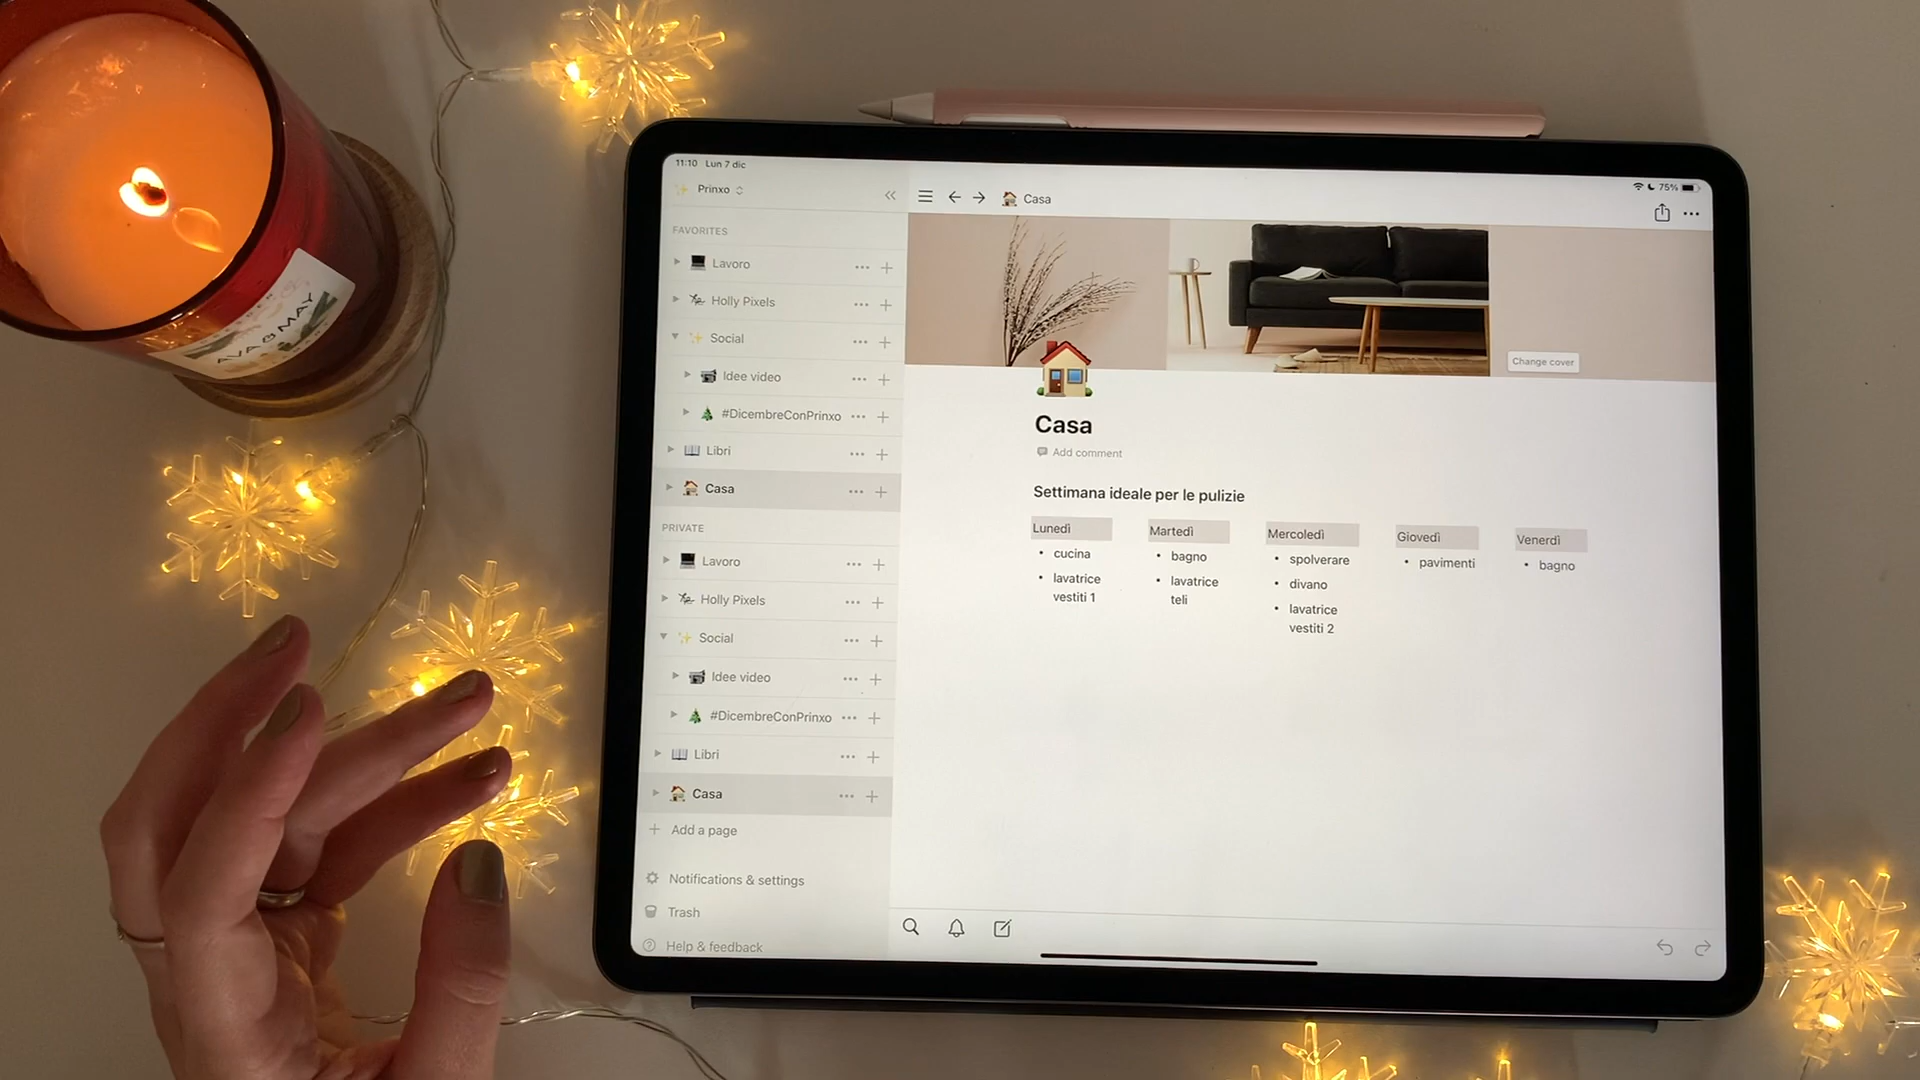 AVA & MAY
11:10 Lun 7 dic
75%
Prinxo
FAVORITES
Lavoro
Holly Pixels
Social
Idee video
#DicembreConPrinxo
Libri
Casa
PRIVATE
Lavoro
Holly Pixels
Social
Idee video
#DicembreConPrinxo
Libri
Casa
Add a page
Notifications & settings
Trash
Help & feedback
Casa
Change cover
Casa
Add comment
Settimana ideale per le pulizie
Lunedì
cucina
lavatrice
vestiti 1
Martedì
bagno
lavatrice
teli
Mercoledì
spolverare
divano
lavatrice
vestiti 2
Giovedì
pavimenti
Venerdì
bagno